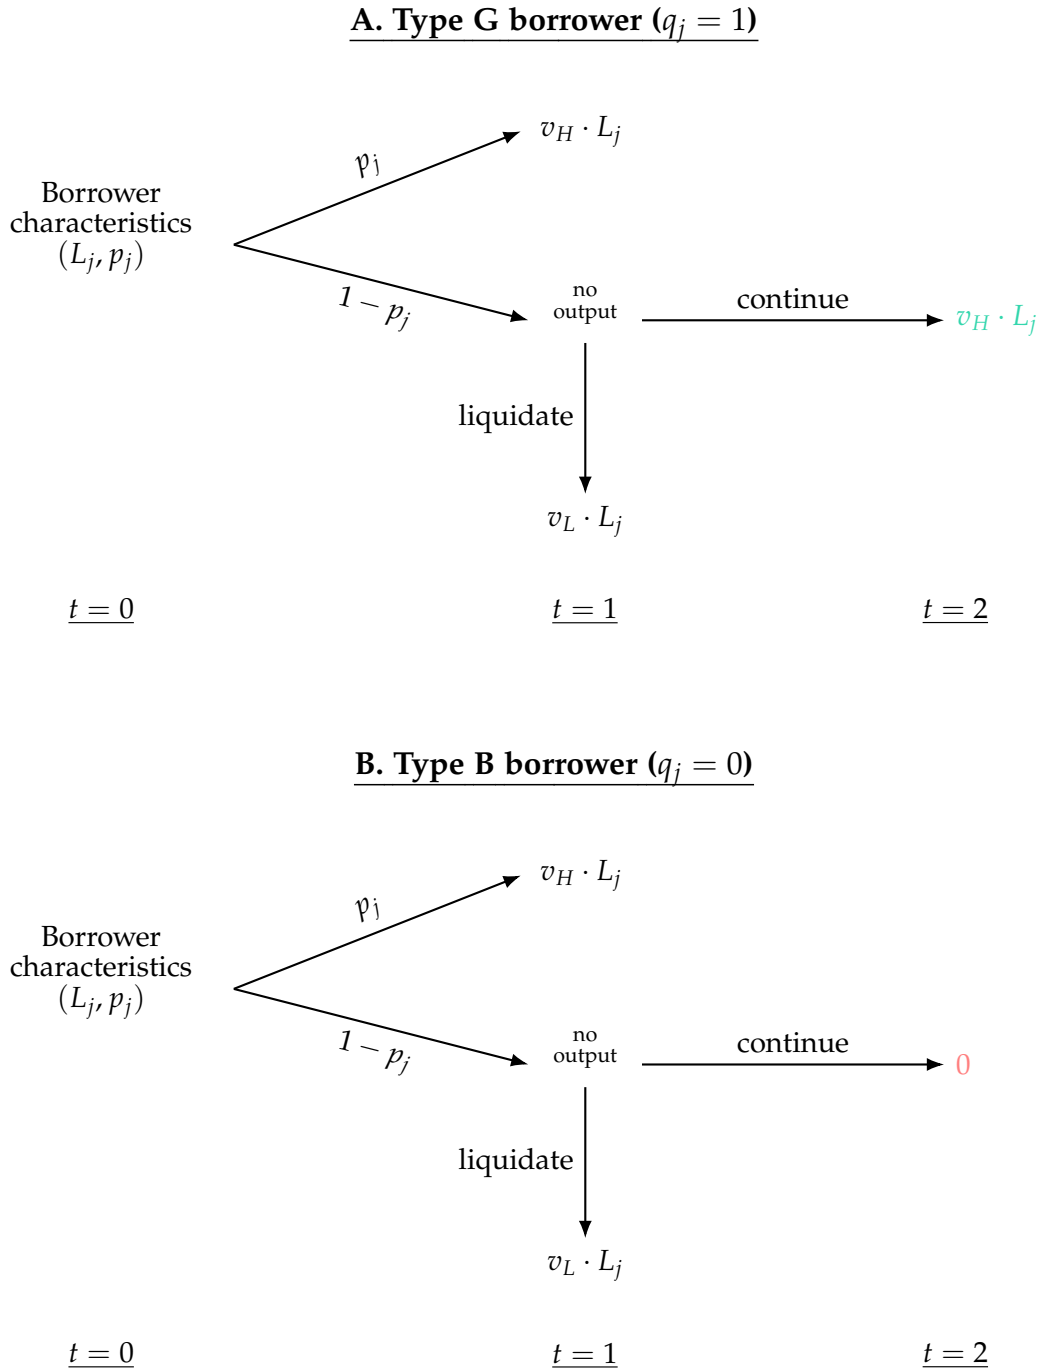 A. Type G borrower (q_j = 1)
v_H · L_j
p_j
Borrower
characteristics
(L_j, p_j)
1 − p_j
no
output
continue
v_H · L_j
liquidate
v_L · L_j
t = 0
t = 1
t = 2
B. Type B borrower (q_j = 0)
v_H · L_j
p_j
Borrower
characteristics
(L_j, p_j)
1 − p_j
no
output
continue
0
liquidate
v_L · L_j
t = 0
t = 1
t = 2